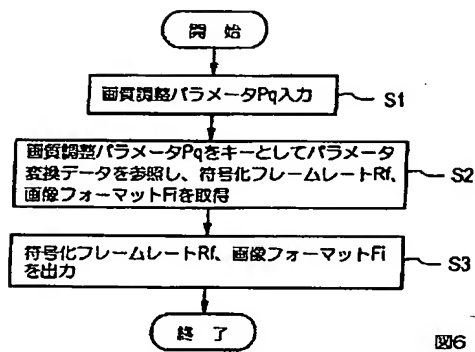 開 始
画質調整パラメータPq入力
S1
画質調整パラメータPqをキーとしてパラメータ
変換データを参照し、符号化フレームレートRf、
画像フォーマットFiを取得
S2
符号化フレームレートRf、画像フォーマットFi
を出力
S3
終 了
図6